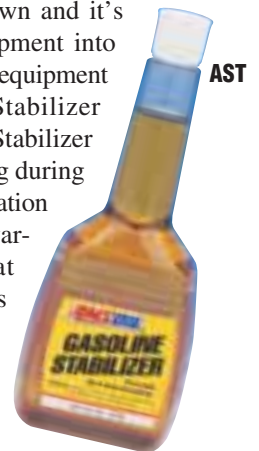 wn and it's
pment into
equipment
Stabilizer
Stabilizer
g during
ation
ar-
at
s
AST
GASOLINE
STABILIZER